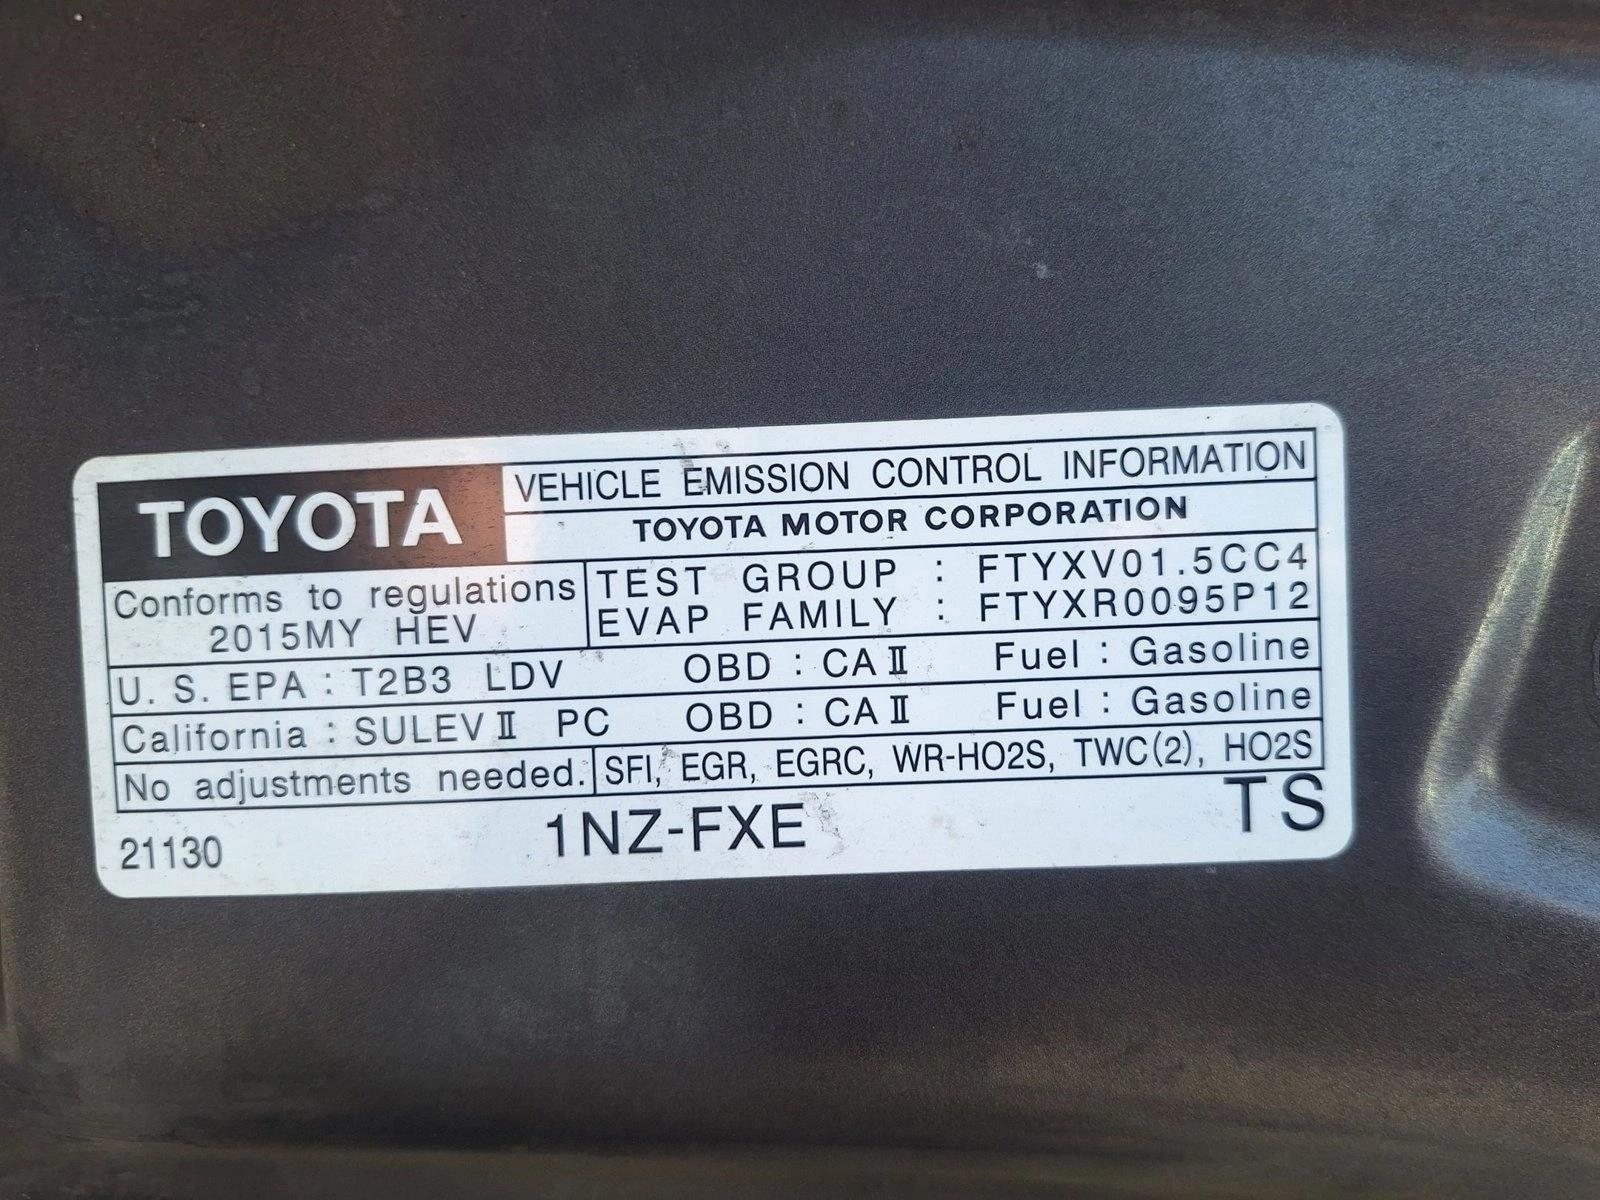 TOYOTA
VEHICLE EMISSION CONTROL INFORMATION
TOYOTA MOTOR CORPORATION
Conforms to regulations
2015MY HEV
TEST GROUP : FTYXV01.5CC4
EVAP FAMILY : FTYXR0095P12
U. S. EPA : T2B3 LDV OBD : CAⅡ Fuel : Gasoline
California : SULEVⅡ PC OBD : CAⅡ Fuel : Gasoline
No adjustments needed. SFI, EGR, EGRC, WR-HO2S, TWC(2), HO2S
21130 1NZ-FXE TS